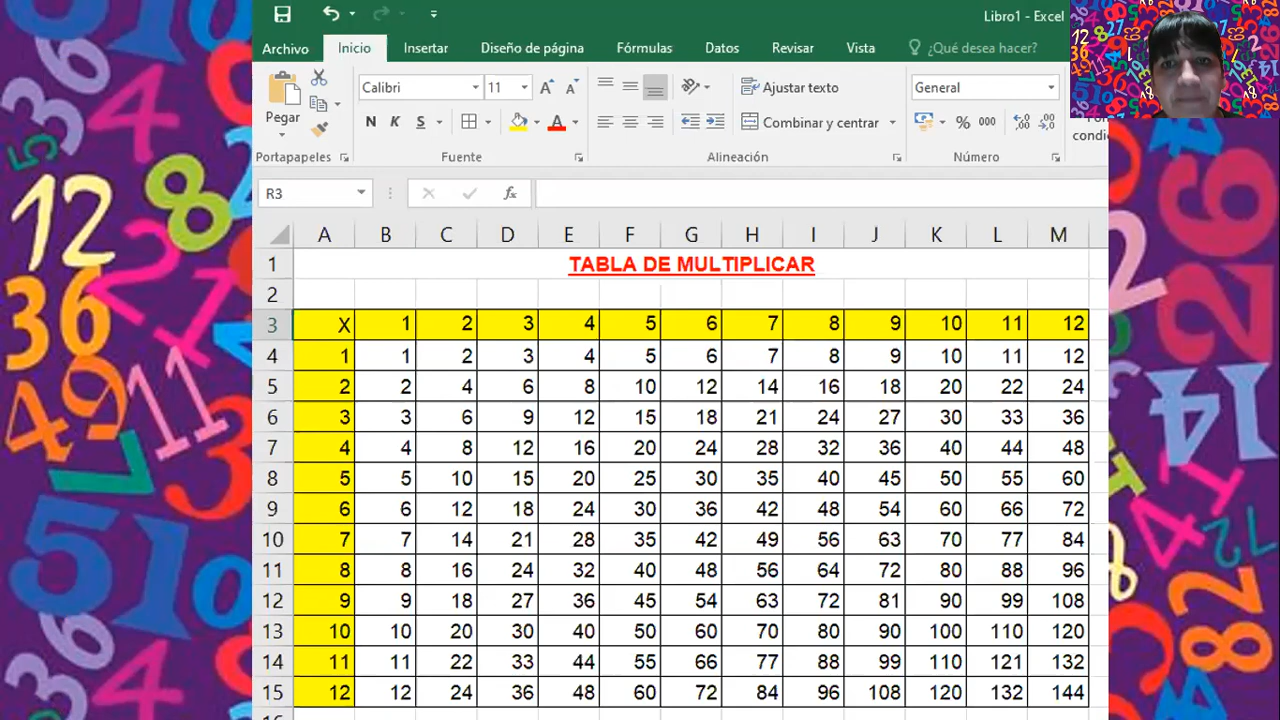 Libro1 - Excel
Archivo Inicio Insertar Diseño de página Fórmulas Datos Revisar Vista ¿Qué desea hacer?
Calibri 11 Ajustar texto General
Pegar N K S Combinar y centrar % 000
Portapapeles Fuente Alineación Número
R3 fx
A B C D E F G H I J K L M
1 TABLA DE MULTIPLICAR
2
3 X 1 2 3 4 5 6 7 8 9 10 11 12
4 1 1 2 3 4 5 6 7 8 9 10 11 12
5 2 2 4 6 8 10 12 14 16 18 20 22 24
6 3 3 6 9 12 15 18 21 24 27 30 33 36
7 4 4 8 12 16 20 24 28 32 36 40 44 48
8 5 5 10 15 20 25 30 35 40 45 50 55 60
9 6 6 12 18 24 30 36 42 48 54 60 66 72
10 7 7 14 21 28 35 42 49 56 63 70 77 84
11 8 8 16 24 32 40 48 56 64 72 80 88 96
12 9 9 18 27 36 45 54 63 72 81 90 99 108
13 10 10 20 30 40 50 60 70 80 90 100 110 120
14 11 11 22 33 44 55 66 77 88 99 110 121 132
15 12 12 24 36 48 60 72 84 96 108 120 132 144